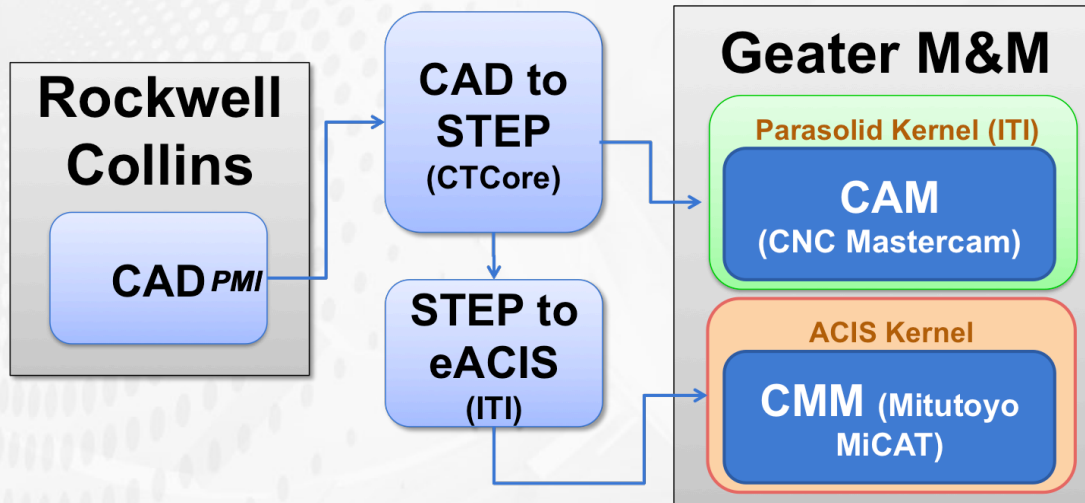 Rockwell
Collins
CAD PMI
CAD to
STEP
(CTCore)
STEP to
eACIS
(ITI)
Geater M&M
Parasolid Kernel (ITI)
CAM
(CNC Mastercam)
ACIS Kernel
CMM (Mitutoyo
MiCAT)